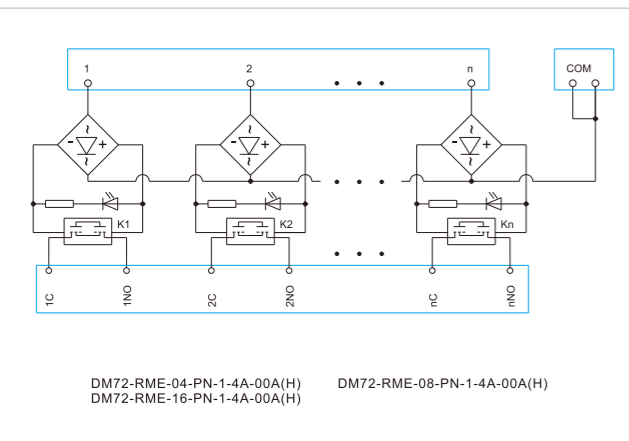 1 2 n COM
~ ~ ~
- + - + - +
~ ~ ~
K1 K2 Kn
1C 1NO 2C 2NO nC nNO
DM72-RME-04-PN-1-4A-00A(H) DM72-RME-08-PN-1-4A-00A(H)
DM72-RME-16-PN-1-4A-00A(H)